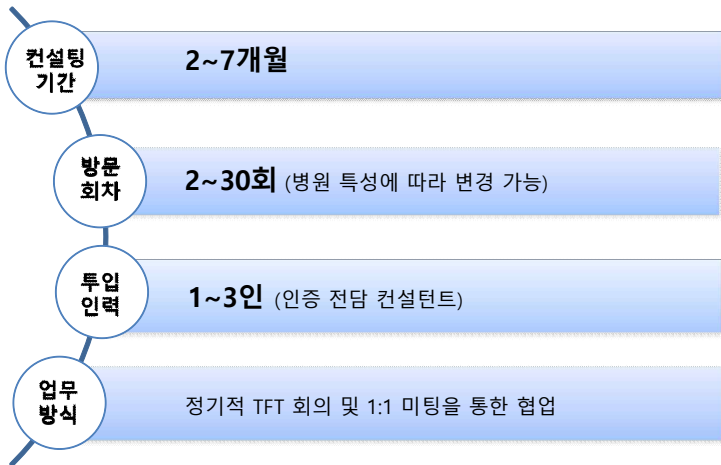 컨설팅
기간
2~7개월
방문
회차
2~30회 (병원 특성에 따라 변경 가능)
투입
인력
1~3인 (인증 전담 컨설턴트)
업무
방식
정기적 TFT 회의 및 1:1 미팅을 통한 협업